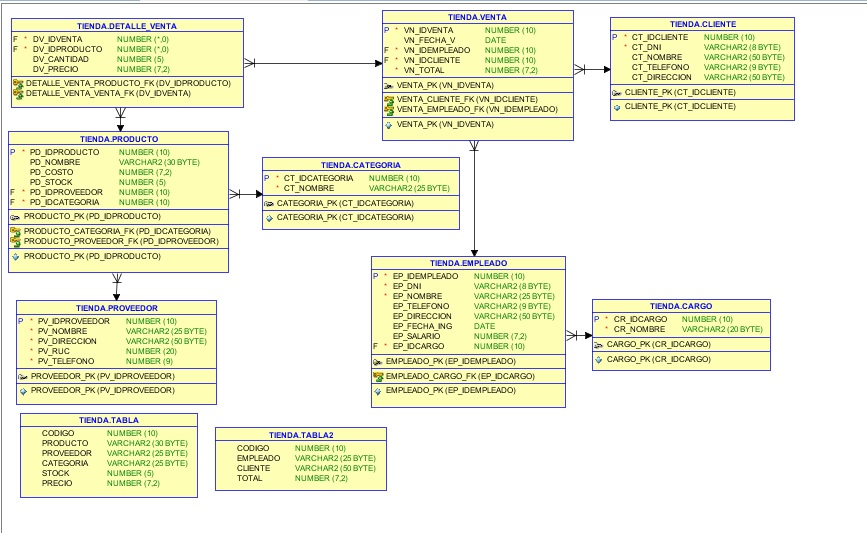 TIENDA.DETALLE_VENTA
F * DV_IDVENTA NUMBER (*,0)
F * DV_IDPRODUCTO NUMBER (*,0)
DV_CANTIDAD NUMBER (5)
DV_PRECIO NUMBER (7,2)
DETALLE_VENTA_PRODUCTO_FK (DV_IDPRODUCTO)
DETALLE_VENTA_VENTA_FK (DV_IDVENTA)
TIENDA.VENTA
P * VN_IDVENTA NUMBER (10)
VN_FECHA_V DATE
F * VN_IDEMPLEADO NUMBER (10)
F * VN_IDCLIENTE NUMBER (10)
VN_TOTAL NUMBER (7,2)
VENTA_PK (VN_IDVENTA)
VENTA_CLIENTE_FK (VN_IDCLIENTE)
VENTA_EMPLEADO_FK (VN_IDEMPLEADO)
VENTA_PK (VN_IDVENTA)
TIENDA.CLIENTE
P * CT_IDCLIENTE NUMBER (10)
* CT_DNI VARCHAR2 (8 BYTE)
CT_NOMBRE VARCHAR2 (50 BYTE)
CT_TELEFONO VARCHAR2 (9 BYTE)
CT_DIRECCION VARCHAR2 (50 BYTE)
CLIENTE_PK (CT_IDCLIENTE)
CLIENTE_PK (CT_IDCLIENTE)
TIENDA.PRODUCTO
P * PD_IDPRODUCTO NUMBER (10)
PD_NOMBRE VARCHAR2 (30 BYTE)
PD_COSTO NUMBER (7,2)
PD_STOCK NUMBER (5)
F * PD_IDPROVEEDOR NUMBER (10)
F * PD_IDCATEGORIA NUMBER (10)
PRODUCTO_PK (PD_IDPRODUCTO)
PRODUCTO_CATEGORIA_FK (PD_IDCATEGORIA)
PRODUCTO_PROVEEDOR_FK (PD_IDPROVEEDOR)
PRODUCTO_PK (PD_IDPRODUCTO)
TIENDA.CATEGORIA
P * CT_IDCATEGORIA NUMBER (10)
* CT_NOMBRE VARCHAR2 (25 BYTE)
CATEGORIA_PK (CT_IDCATEGORIA)
CATEGORIA_PK (CT_IDCATEGORIA)
TIENDA.EMPLEADO
P * EP_IDEMPLEADO NUMBER (10)
* EP_DNI VARCHAR2 (8 BYTE)
* EP_NOMBRE VARCHAR2 (25 BYTE)
EP_TELEFONO VARCHAR2 (9 BYTE)
EP_DIRECCION VARCHAR2 (50 BYTE)
EP_FECHA_ING DATE
EP_SALARIO NUMBER (7,2)
F * EP_IDCARGO NUMBER (10)
EMPLEADO_PK (EP_IDEMPLEADO)
EMPLEADO_CARGO_FK (EP_IDCARGO)
EMPLEADO_PK (EP_IDEMPLEADO)
TIENDA.CARGO
P * CR_IDCARGO NUMBER (10)
* CR_NOMBRE VARCHAR2 (20 BYTE)
CARGO_PK (CR_IDCARGO)
CARGO_PK (CR_IDCARGO)
TIENDA.PROVEEDOR
P * PV_IDPROVEEDOR NUMBER (10)
* PV_NOMBRE VARCHAR2 (25 BYTE)
* PV_DIRECCION VARCHAR2 (50 BYTE)
* PV_RUC NUMBER (20)
* PV_TELEFONO NUMBER (9)
PROVEEDOR_PK (PV_IDPROVEEDOR)
PROVEEDOR_PK (PV_IDPROVEEDOR)
TIENDA.TABLA
CODIGO NUMBER (10)
PRODUCTO VARCHAR2 (30 BYTE)
PROVEEDOR VARCHAR2 (25 BYTE)
CATEGORIA VARCHAR2 (25 BYTE)
STOCK NUMBER (5)
PRECIO NUMBER (7,2)
TIENDA.TABLA2
CODIGO NUMBER (10)
EMPLEADO VARCHAR2 (25 BYTE)
CLIENTE VARCHAR2 (50 BYTE)
TOTAL NUMBER (7,2)